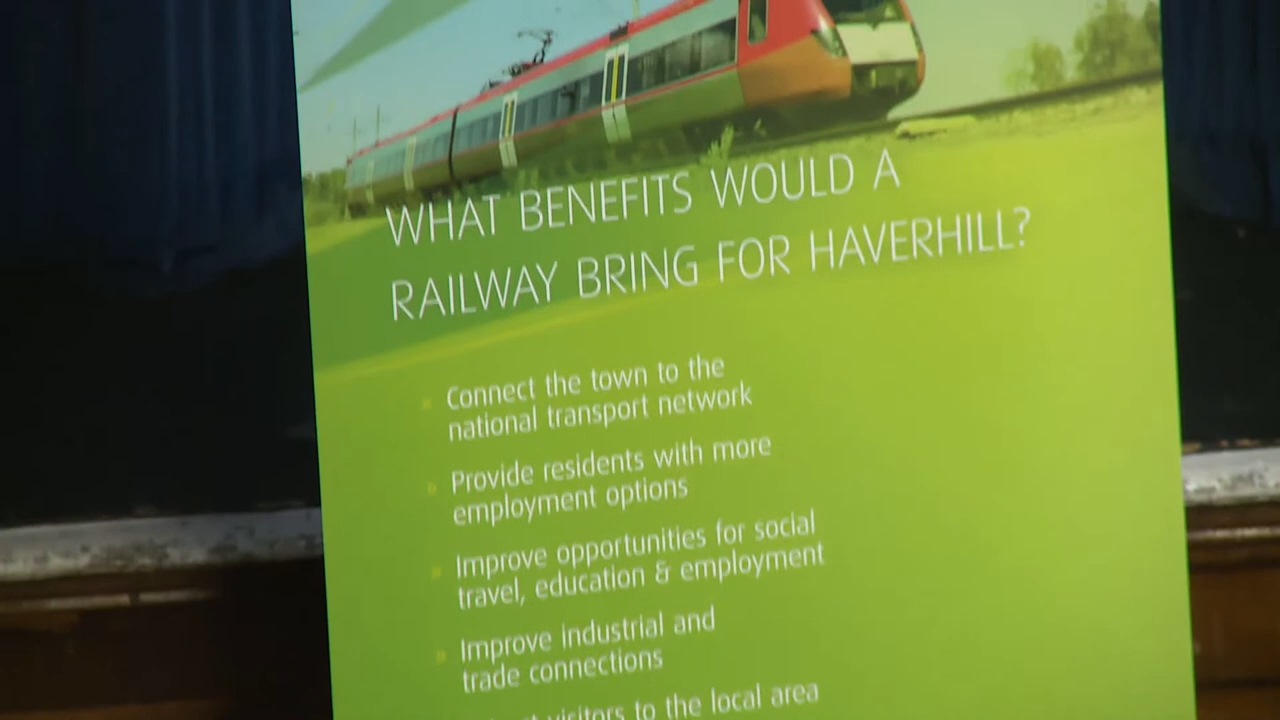 WHAT BENEFITS WOULD A
RAILWAY BRING FOR HAVERHILL?
» Connect the town to the
national transport network
» Provide residents with more
employment options
» Improve opportunities for social
travel, education & employment
» Improve industrial and
trade connections
visitors to the local area